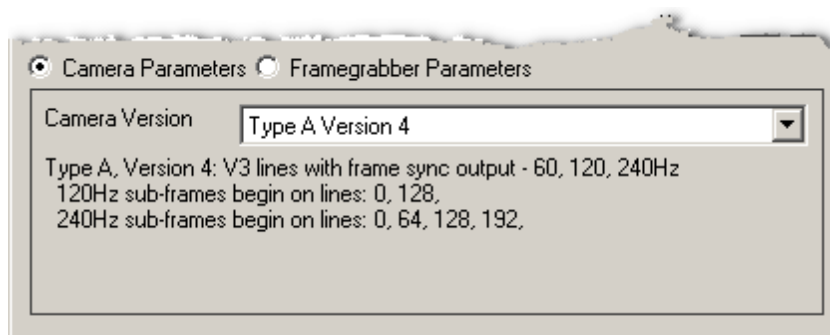 Camera Parameters Framegrabber Parameters
Camera Version Type A Version 4
Type A, Version 4: V3 lines with frame sync output - 60, 120, 240Hz
120Hz sub-frames begin on lines: 0, 128,
240Hz sub-frames begin on lines: 0, 64, 128, 192,